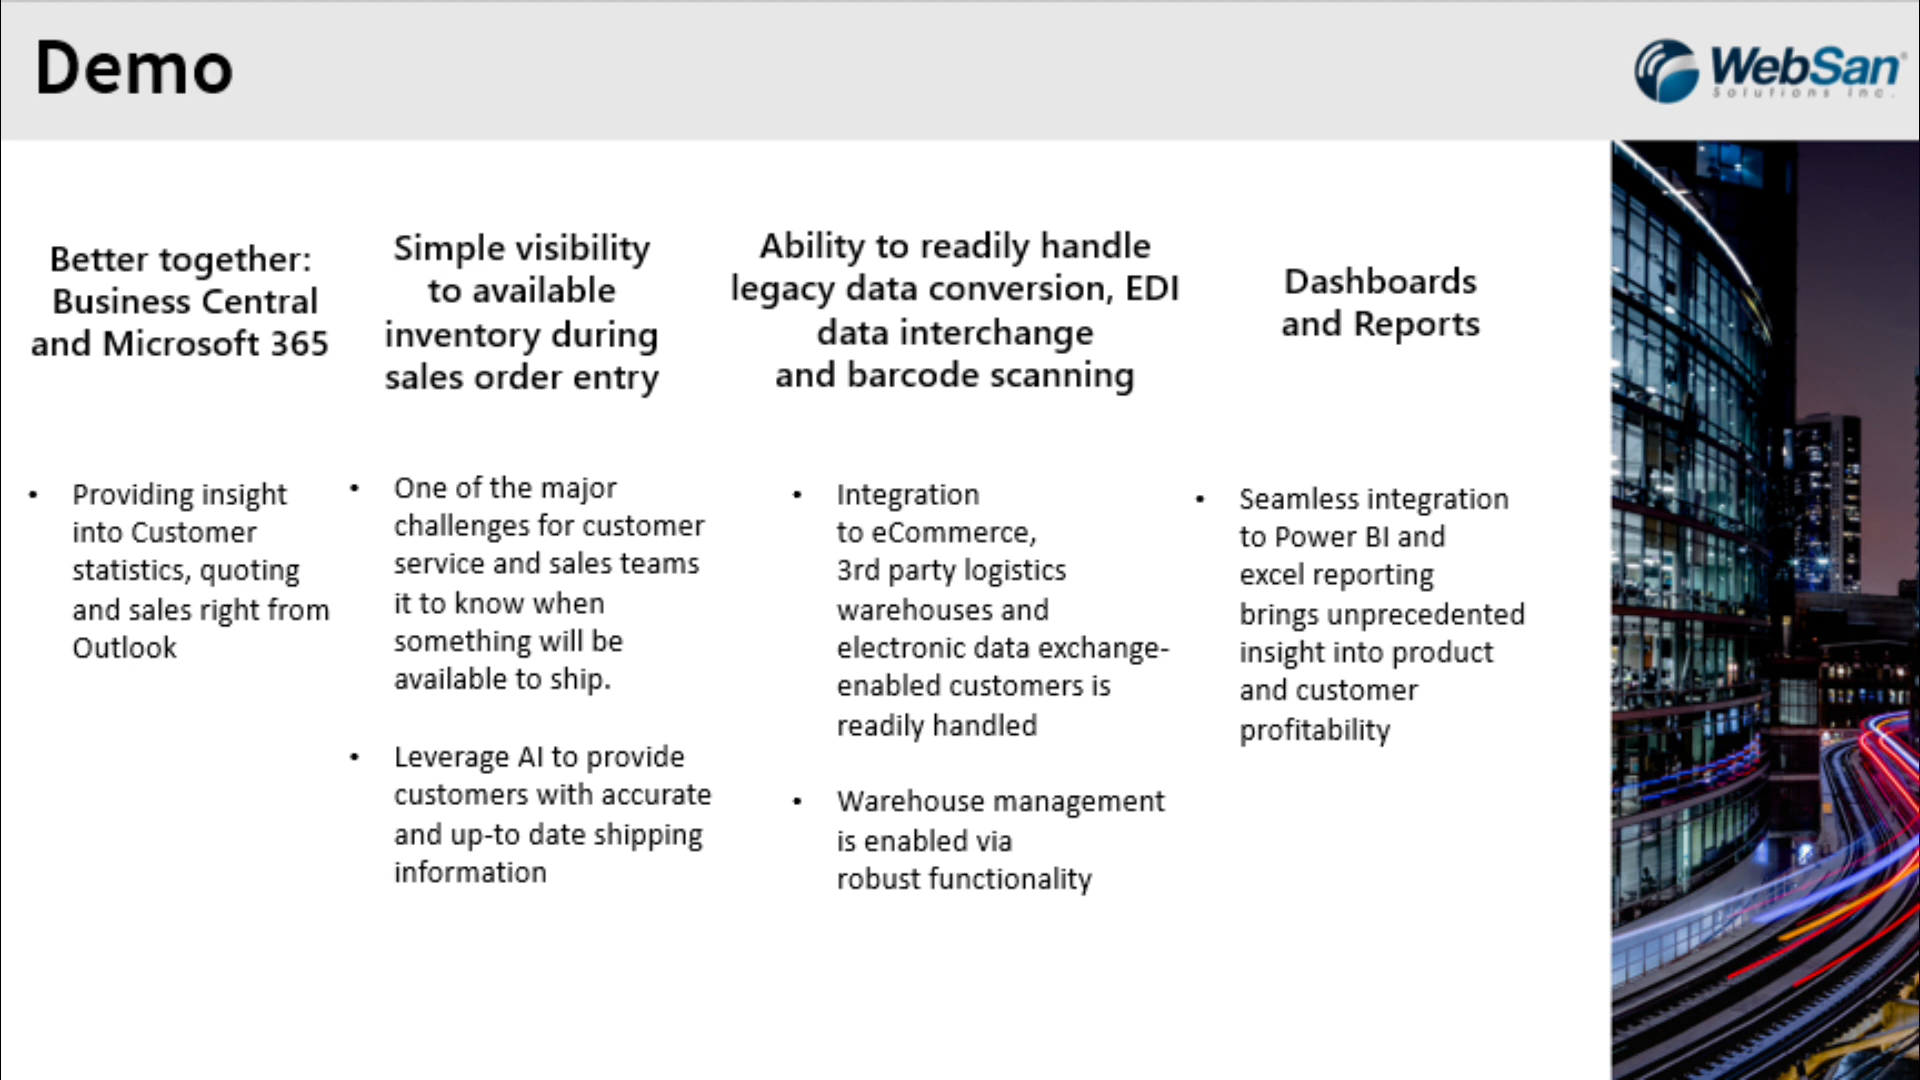 Demo
WebSan
Solutions Inc.
Better together:
Business Central
and Microsoft 365
Simple visibility
to available
inventory during
sales order entry
Ability to readily handle
legacy data conversion, EDI
data interchange
and barcode scanning
Dashboards
and Reports
• Providing insight
into Customer
statistics, quoting
and sales right from
Outlook
• One of the major
challenges for customer
service and sales teams
it to know when
something will be
available to ship.
• Leverage AI to provide
customers with accurate
and up-to date shipping
information
• Integration
to eCommerce,
3rd party logistics
warehouses and
electronic data exchange-
enabled customers is
readily handled
• Warehouse management
is enabled via
robust functionality
• Seamless integration
to Power BI and
excel reporting
brings unprecedented
insight into product
and customer
profitability